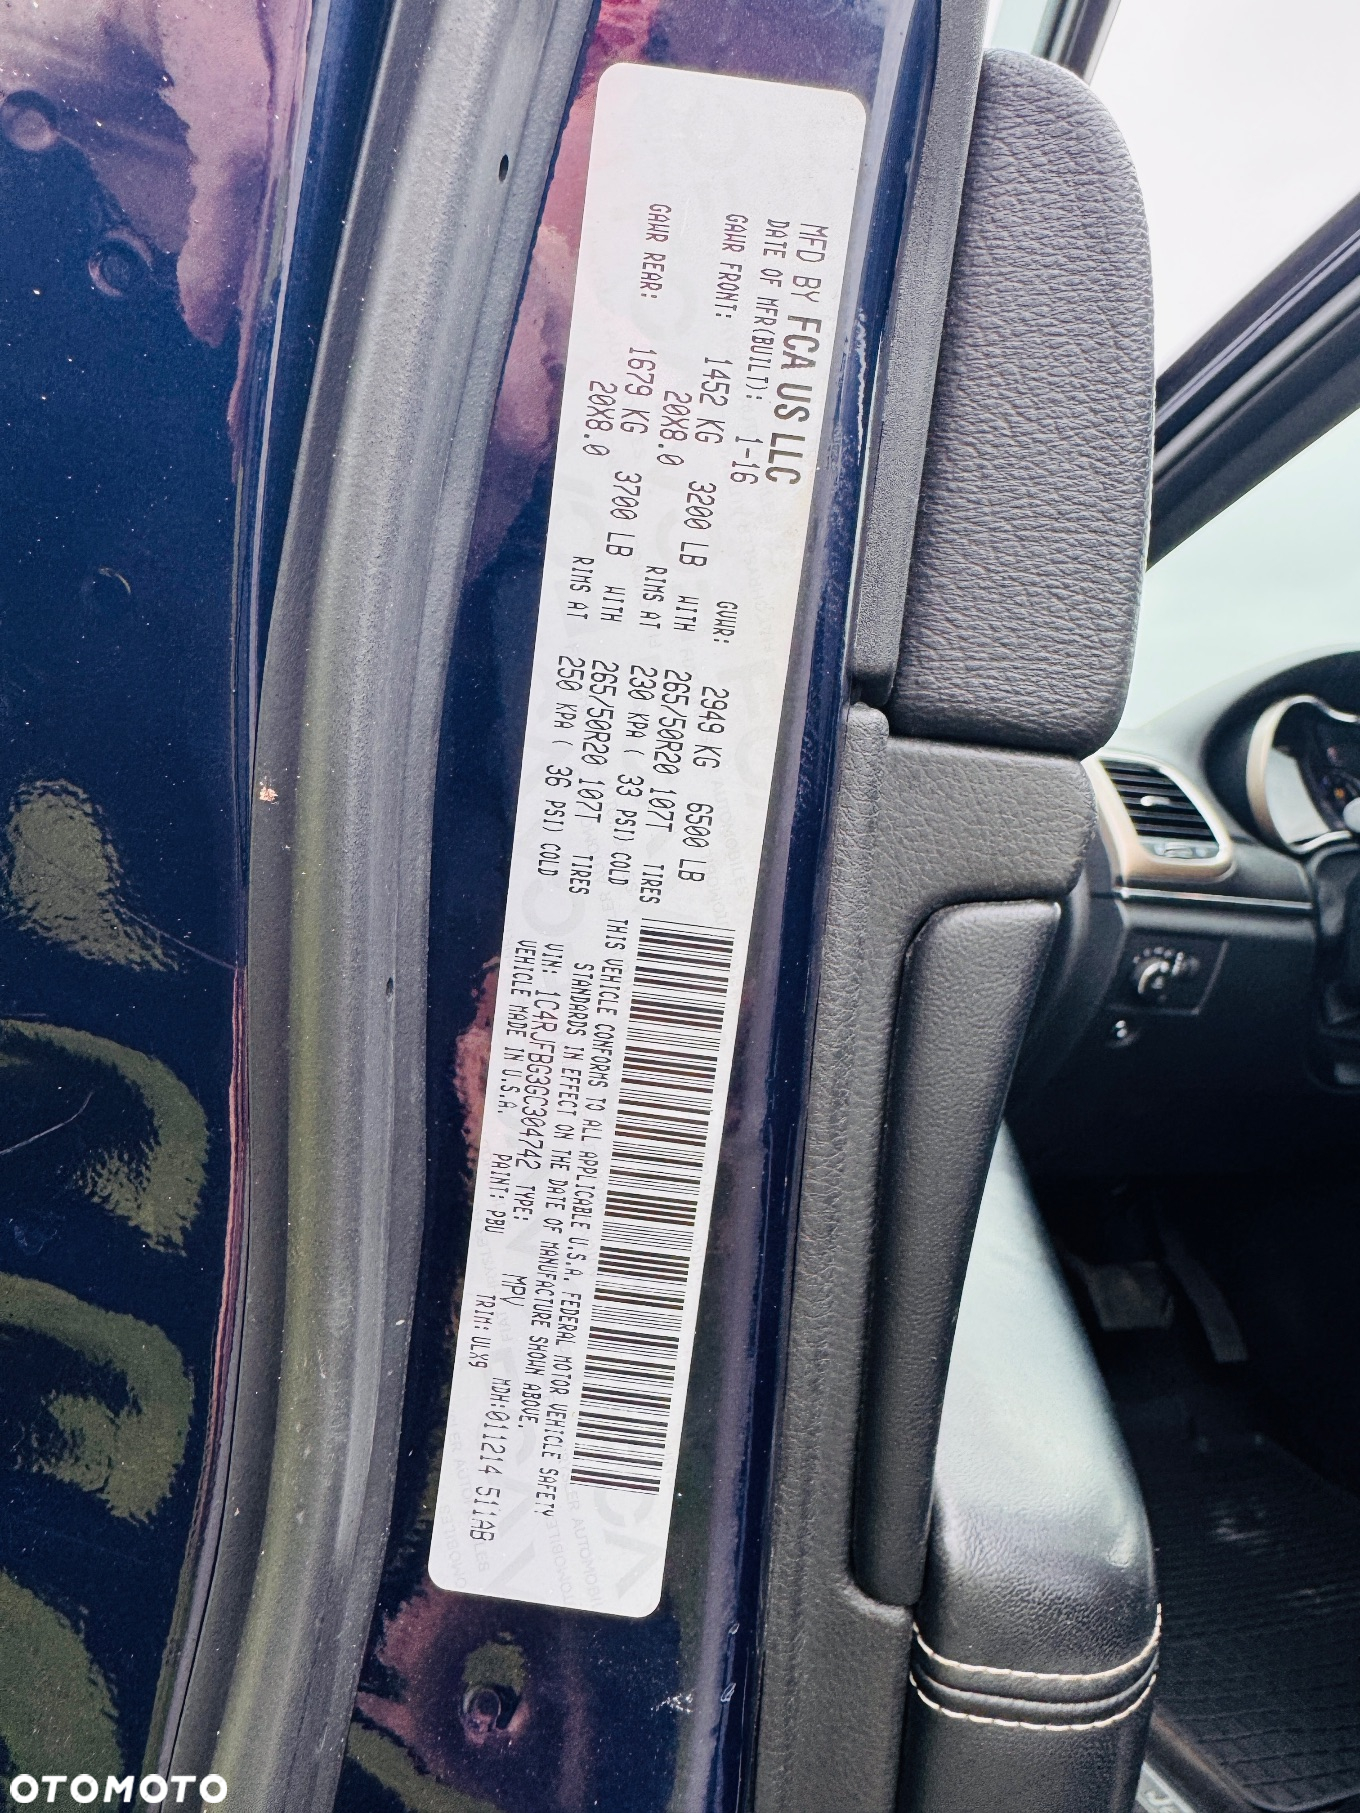 MFD BY FCA US LLC
DATE OF MFR(BUILT): 1-16 GVWR: 2949 KG 6500 LB
GAWR FRONT: 1452 KG 3200 LB WITH 265/50R20 107T TIRES
20X8.0 RIMS AT 230 KPA ( 33 PSI) COLD
GAWR REAR: 1679 KG 3700 LB WITH 265/50R20 107T TIRES
20X8.0 RIMS AT 250 KPA ( 36 PSI) COLD
THIS VEHICLE CONFORMS TO ALL APPLICABLE U.S.A. FEDERAL MOTOR VEHICLE SAFETY
STANDARDS IN EFFECT ON THE DATE OF MANUFACTURE SHOWN ABOVE.
VIN: 1C4RJFBG3GC304742 TYPE: MPV MDH:011214 511AB
VEHICLE MADE IN U.S.A. PAINT: PBU TRIM: ULX9
OTOMOTO